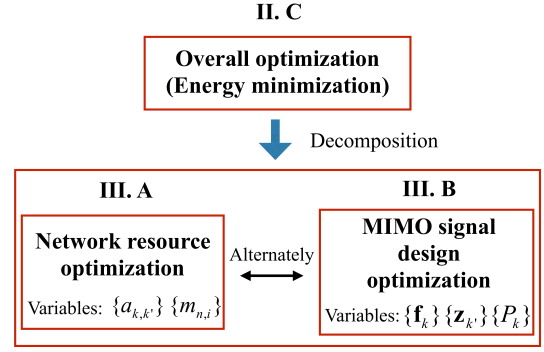 II. C
Overall optimization
(Energy minimization)
Decomposition
III. A
Network resource
optimization
Variables: {a_{k,k'}} {m_{n,i}}
Alternately
III. B
MIMO signal
design
optimization
Variables: {f_k}{z_{k'}}{P_k}